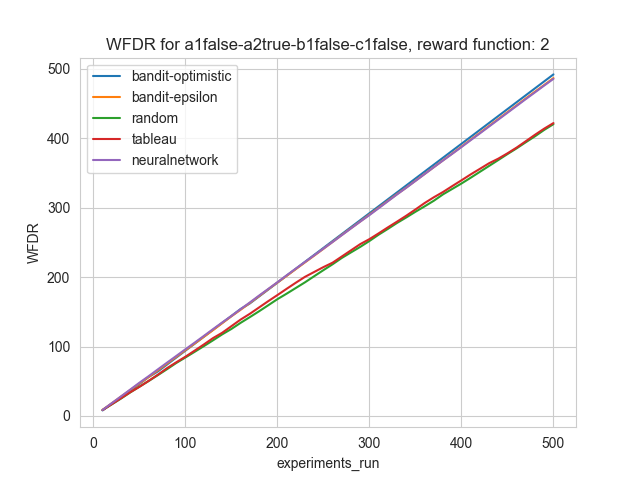 WFDR for a1false-a2true-b1false-c1false, reward function: 2
500
400
300
200
100
0
WFDR
bandit-optimistic
bandit-epsilon
random
tableau
neuralnetwork
0 100 200 300 400 500
experiments_run